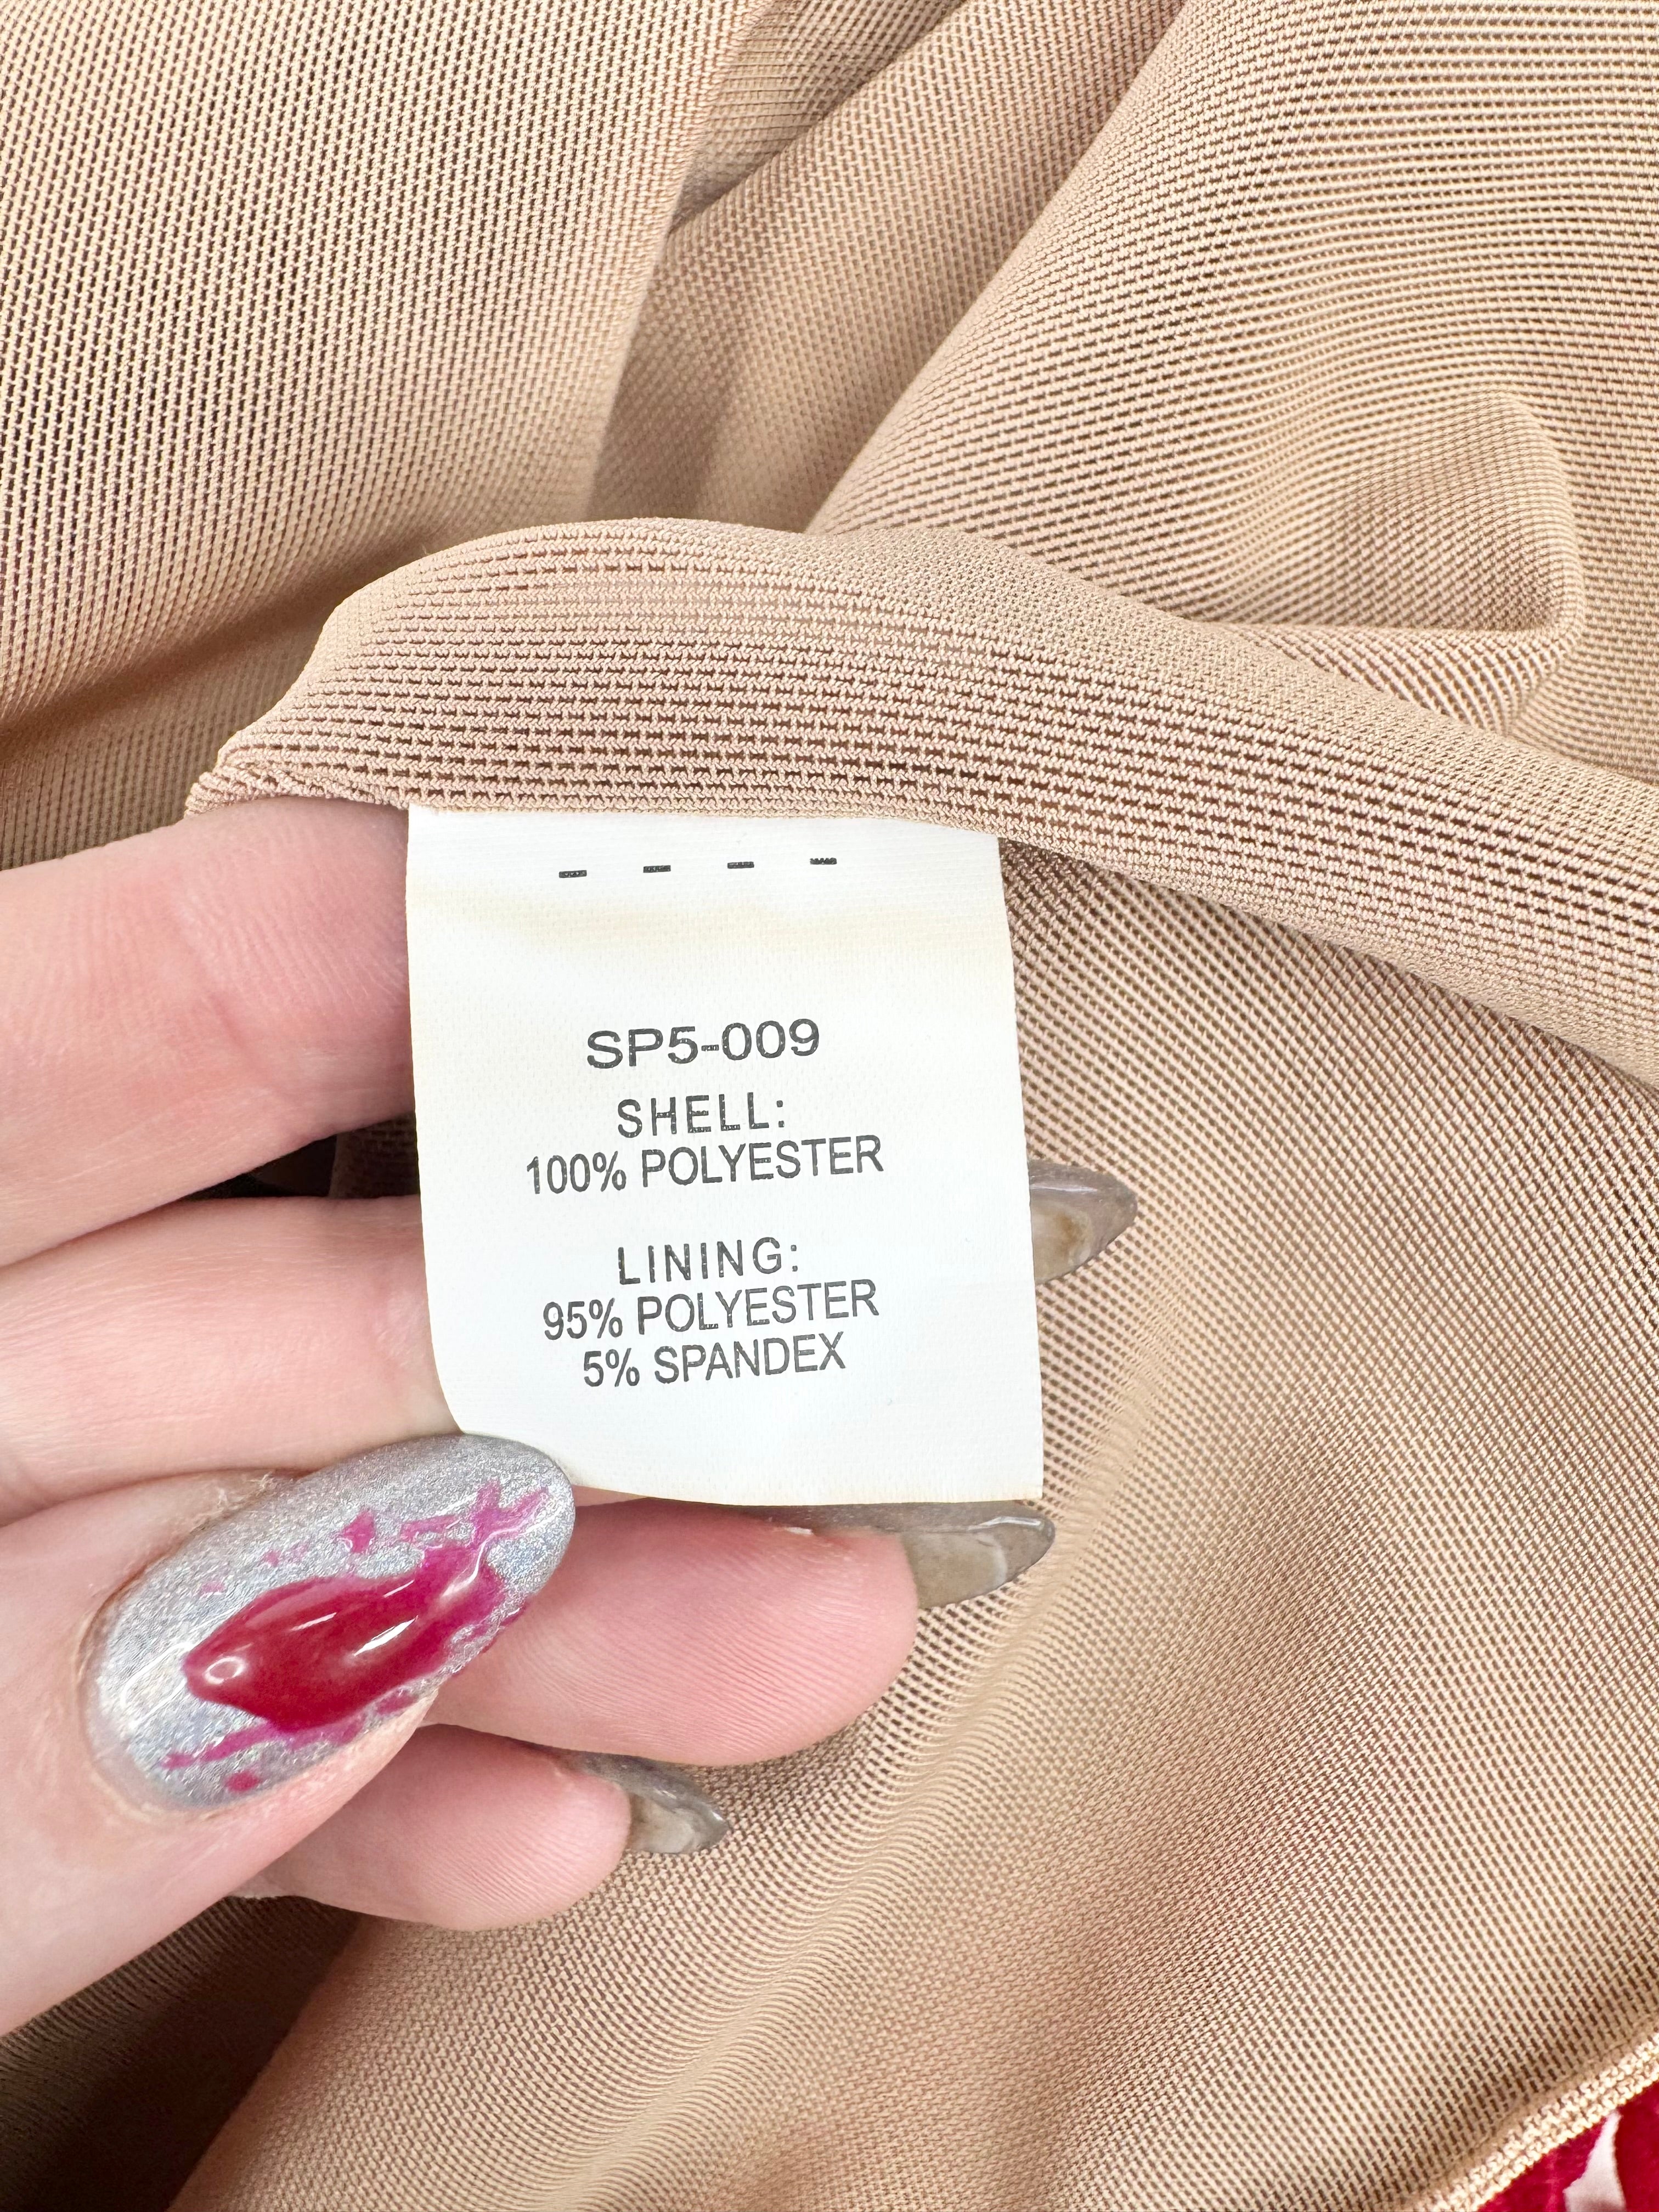 - - - -
SP5-009
SHELL:
100% POLYESTER
LINING:
95% POLYESTER
5% SPANDEX